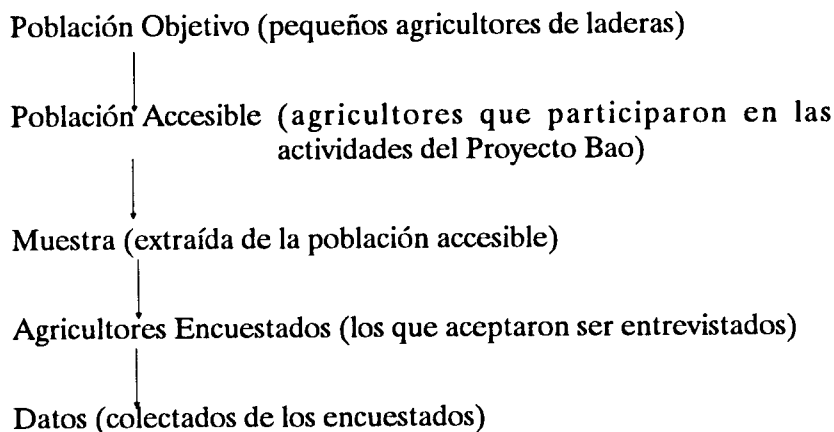 Población Objetivo (pequeños agricultores de laderas)
Población Accesible (agricultores que participaron en las
actividades del Proyecto Bao)
Muestra (extraída de la población accesible)
Agricultores Encuestados (los que aceptaron ser entrevistados)
Datos (colectados de los encuestados)